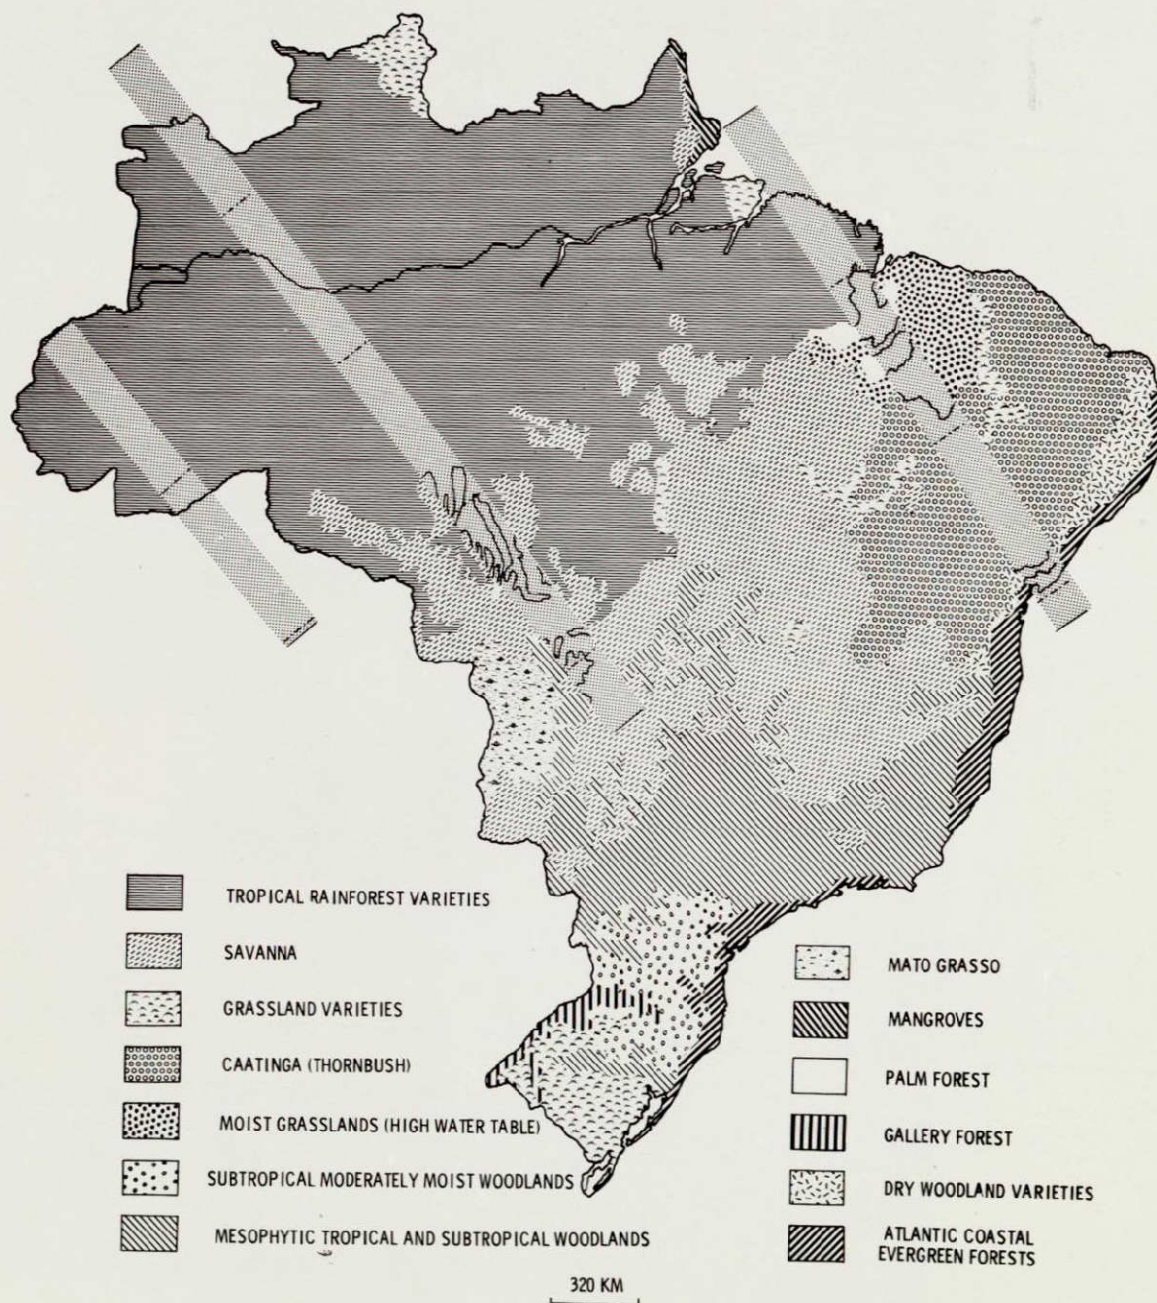 TROPICAL RAINFOREST VARIETIES
SAVANNA
GRASSLAND VARIETIES
CAATINGA (THORNBUSH)
MOIST GRASSLANDS (HIGH WATER TABLE)
SUBTROPICAL MODERATELY MOIST WOODLANDS
MESOPHYTIC TROPICAL AND SUBTROPICAL WOODLANDS
MATO GRASSO
MANGROVES
PALM FOREST
GALLERY FOREST
DRY WOODLAND VARIETIES
ATLANTIC COASTAL
EVERGREEN FORESTS
320 KM